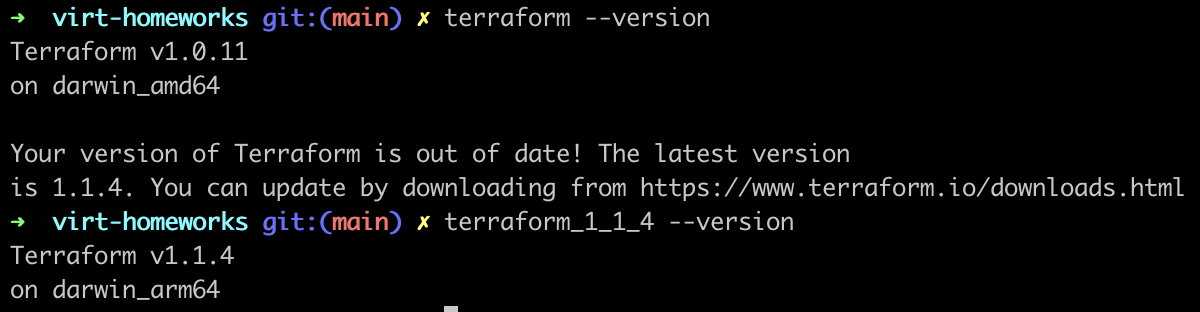 ➜  virt-homeworks git:(main) ✗ terraform --version
Terraform v1.0.11
on darwin_amd64
Your version of Terraform is out of date! The latest version
is 1.1.4. You can update by downloading from https://www.terraform.io/downloads.html
➜  virt-homeworks git:(main) ✗ terraform_1_1_4 --version
Terraform v1.1.4
on darwin_arm64